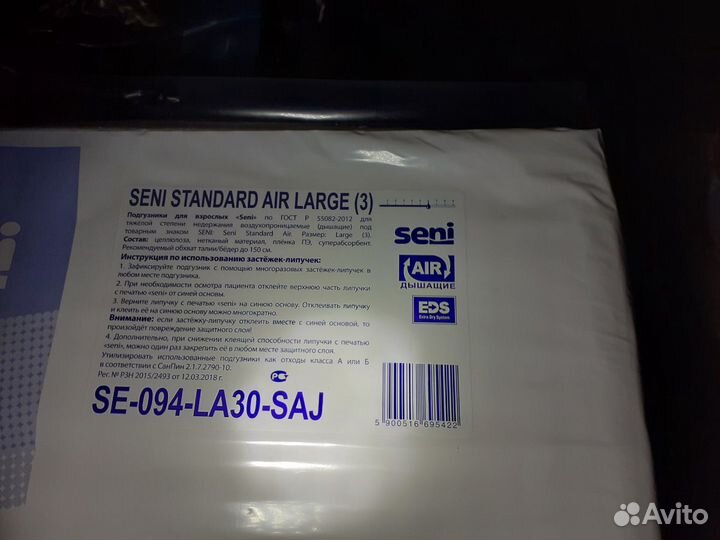 SENI STANDARD AIR LARGE (3)
Подгузники для взрослых «Seni» по ГОСТ Р 55082-2012 для
тяжёлой степени недержания воздухопроницаемые (дышащие) под
товарным знаком SENI: Seni Standard Air. Размер: Large (3).
Состав: целлюлоза, нетканый материал, плёнка ПЭ, суперабсорбент.
Рекомендуемый обхват талии/бёдер до 150 см.
Инструкция по использованию застёжек-липучек:
1. Зафиксируйте подгузник с помощью многоразовых застёжек-липучек в
любом месте подгузника.
2. При необходимости осмотра пациента отклейте верхнюю часть липучки
с печатью «seni» от синей основы.
3. Верните липучку с печатью «seni» на синюю основу. Отклеивать липучку
и клеить её на синюю основу можно многократно.
Внимание: если застёжку-липучку отклеить вместе с синей основой, то
произойдёт повреждение защитного слоя!
4. Дополнительно, при снижении клеящей способности липучки с печатью
«seni», можно один раз закрепить её в любом месте защитного слоя.
Утилизировать использованные подгузники как отходы класса А или Б
в соответствии с СанПин 2.1.7.2790-10.
Рег. № РЗН 2015/2493 от 12.03.2018 г.
SE-094-LA30-SAJ
seni
AIR
ДЫШАЩИЕ
EDS
Extra Dry System
5 900516 695422
ni
Avito